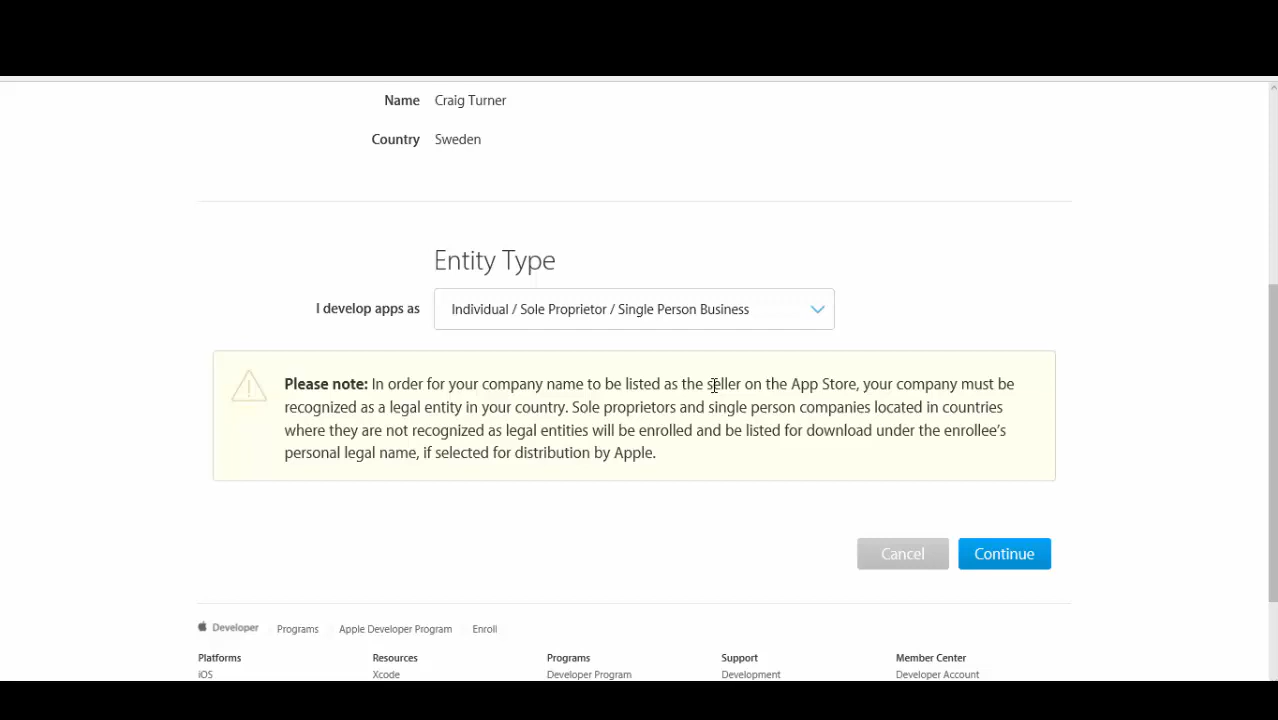 Name Craig Turner
Country Sweden
Entity Type
I develop apps as Individual / Sole Proprietor / Single Person Business
Please note: In order for your company name to be listed as the seller on the App Store, your company must be
recognized as a legal entity in your country. Sole proprietors and single person companies located in countries
where they are not recognized as legal entities will be enrolled and be listed for download under the enrollee's
personal legal name, if selected for distribution by Apple.
Cancel Continue
Developer Programs Apple Developer Program Enroll
Platforms Resources Programs Support Member Center
iOS Xcode Developer Program Development Developer Account